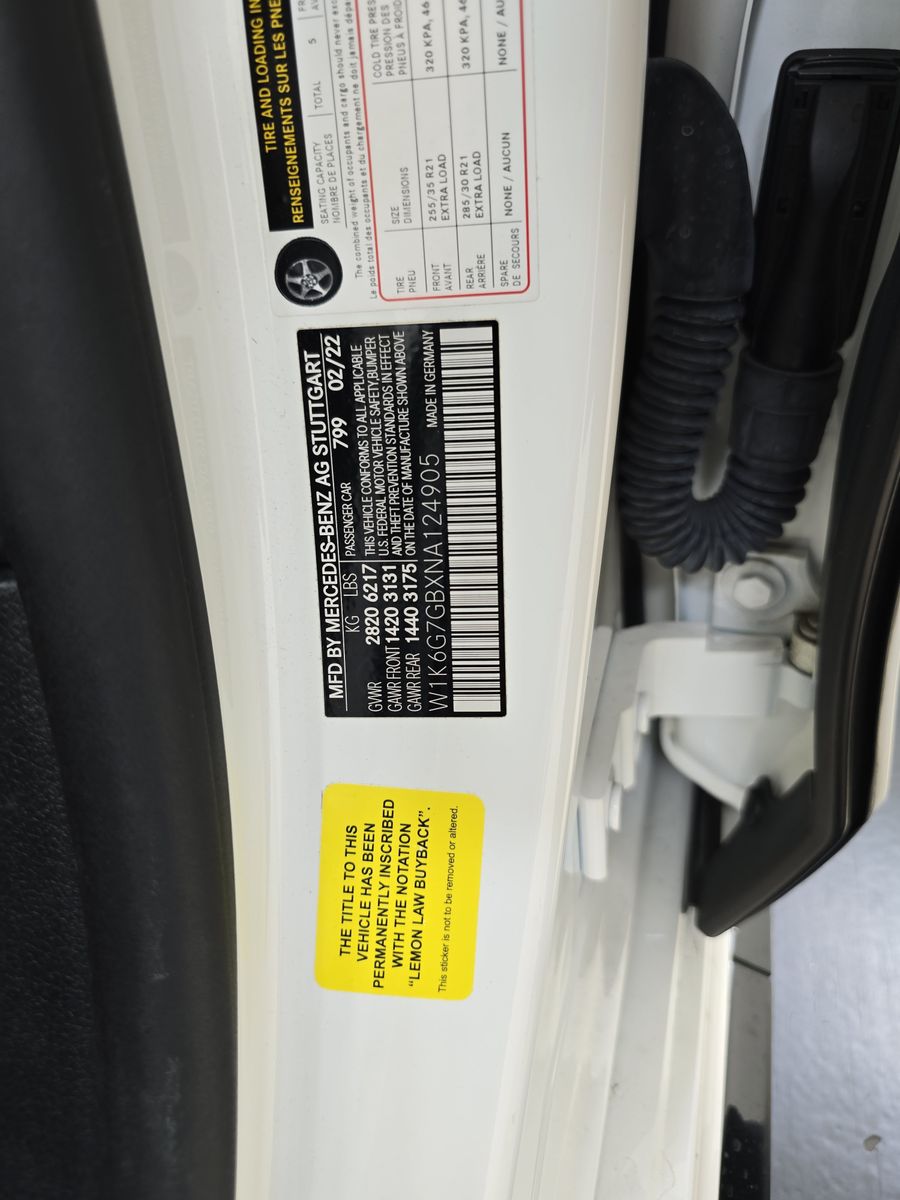 TIRE AND LOADING IN
RENSEIGNEMENTS SUR LES PNE
SEATING CAPACITY
NOMBRE DE PLACES
TOTAL 5
The combined weight of occupants and cargo should never exc
Le poids total des occupants et du chargement ne doit jamais dépa
TIRE
PNEU
SIZE
DIMENSIONS
COLD TIRE PRES
PRESSION DES
PNEUS À FROID
FRONT
AVANT
255/35 R21
EXTRA LOAD
320 KPA, 46
REAR
ARRIÈRE
285/30 R21
EXTRA LOAD
320 KPA, 46
SPARE
DE SECOURS
NONE / AUCUN
NONE / AU
MFD BY MERCEDES-BENZ AG STUTTGART
KG LBS PASSENGER CAR 799 02/22
GVWR 2820 6217 THIS VEHICLE CONFORMS TO ALL APPLICABLE
GAWR FRONT 1420 3131 U.S. FEDERAL MOTOR VEHICLE SAFETY,BUMPER
GAWR REAR 1440 3175 AND THEFT PREVENTION STANDARDS IN EFFECT
ON THE DATE OF MANUFACTURE SHOWN ABOVE
W1K6G7GBXNA124905 MADE IN GERMANY
THE TITLE TO THIS
VEHICLE HAS BEEN
PERMANENTLY INSCRIBED
WITH THE NOTATION
“LEMON LAW BUYBACK”.
This sticker is not to be removed or altered.